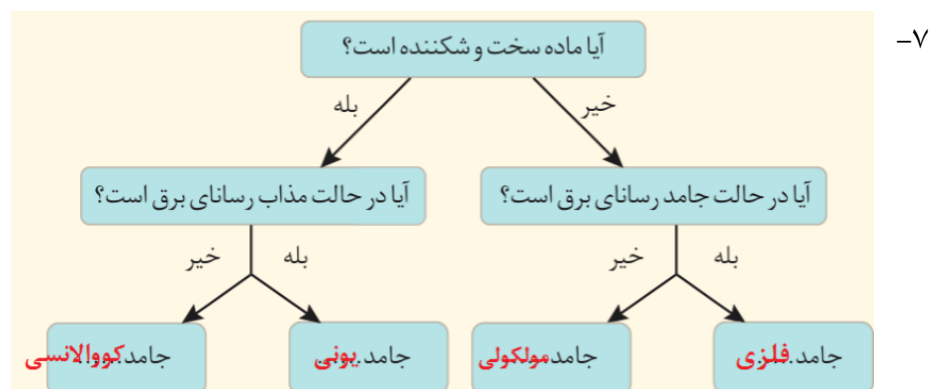 ۷-
آیا ماده سخت و شکننده است؟
خیر
بله
آیا در حالت جامد رسانای برق است؟
آیا در حالت مذاب رسانای برق است؟
بله
خیر
بله
خیر
جامد فلزی
جامد مولکولی
جامد یونی
جامد کووالانسی